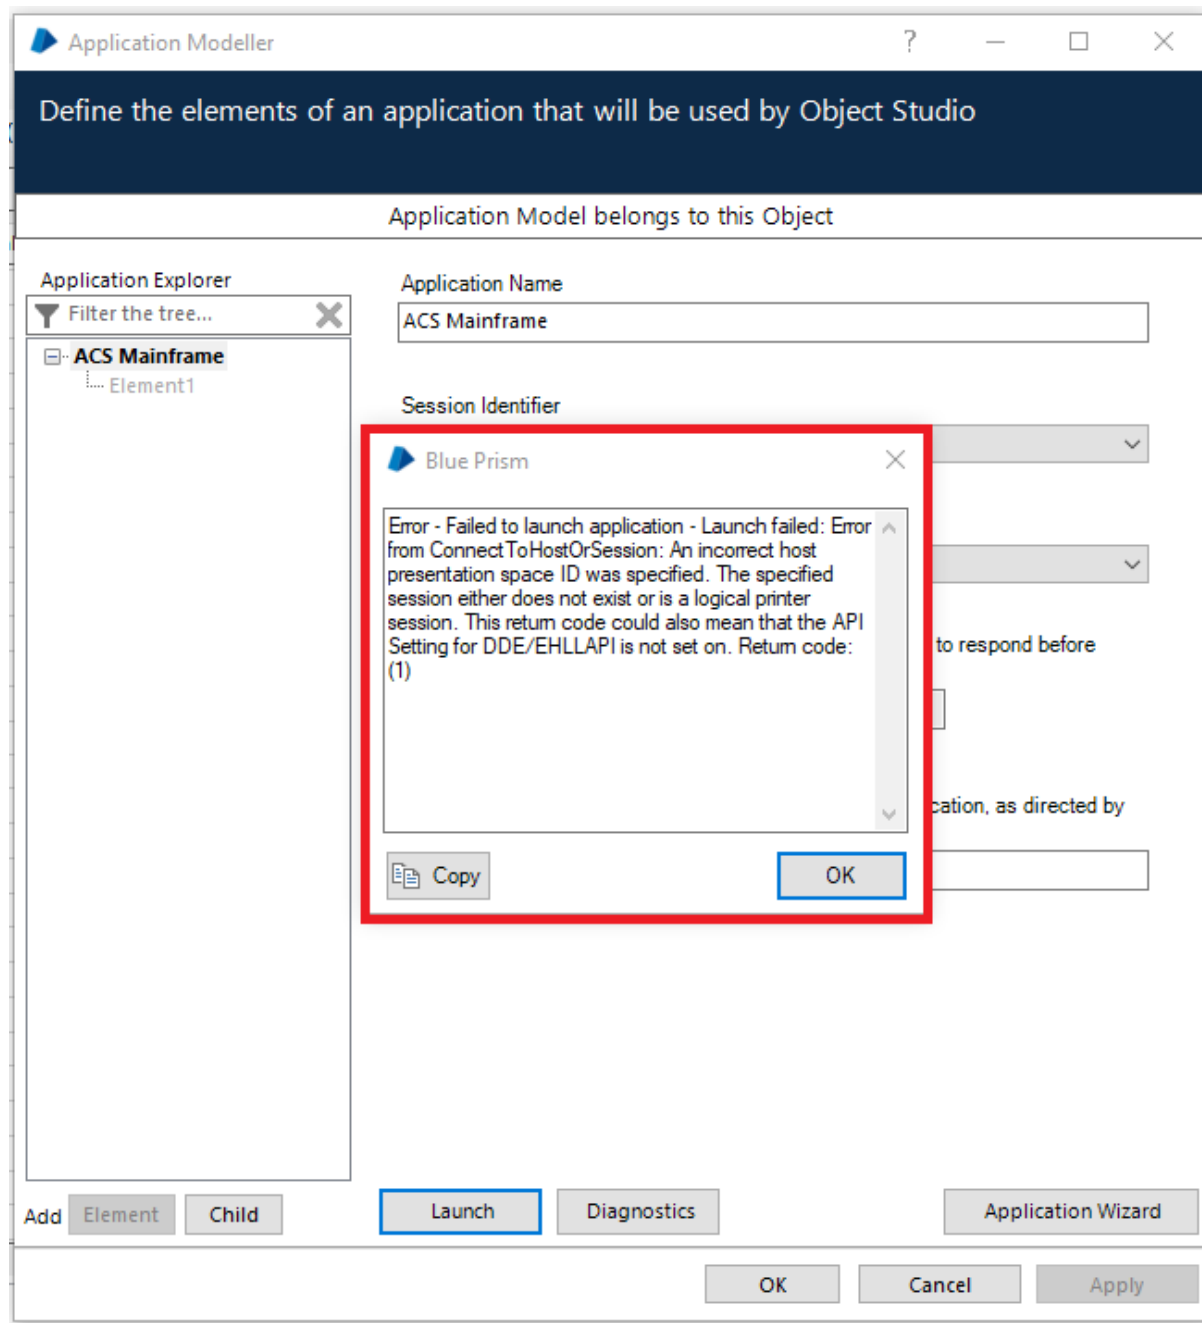 Application Modeller
?
Define the elements of an application that will be used by Object Studio
Application Model belongs to this Object
Application Explorer
Filter the tree...
ACS Mainframe
Element1
Application Name
ACS Mainframe
Session Identifier
Blue Prism
Error - Failed to launch application - Launch failed: Error
from ConnectToHostOrSession: An incorrect host
presentation space ID was specified. The specified
session either does not exist or is a logical printer
session. This return code could also mean that the API
Setting for DDE/EHLLAPI is not set on. Return code:
(1)
Copy
OK
to respond before
cation, as directed by
Add
Element
Child
Launch
Diagnostics
Application Wizard
OK
Cancel
Apply